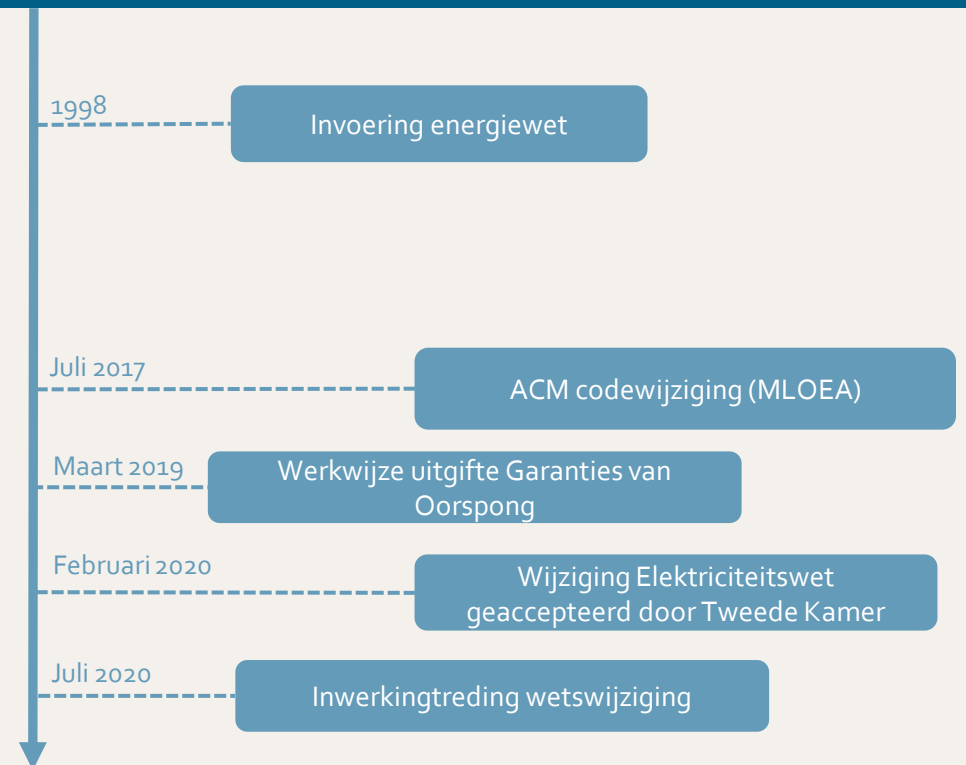 1998
Invoering energiewet
Juli 2017
ACM codewijziging (MLOEA)
Maart 2019
Werkwijze uitgifte Garanties van
Oorspong
Februari 2020
Wijziging Elektriciteitswet
geaccepteerd door Tweede Kamer
Juli 2020
Inwerkingtreding wetswijziging